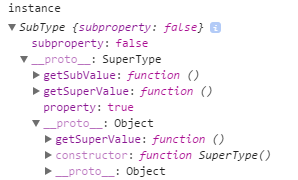 instance
▼ SubType {subproperty: false} i
subproperty: false
▼ __proto__: SuperType
▶ getSubValue: function ()
▶ getSuperValue: function ()
property: true
▼ __proto__: Object
▶ getSuperValue: function ()
▶ constructor: function SuperType()
▶ __proto__: Object